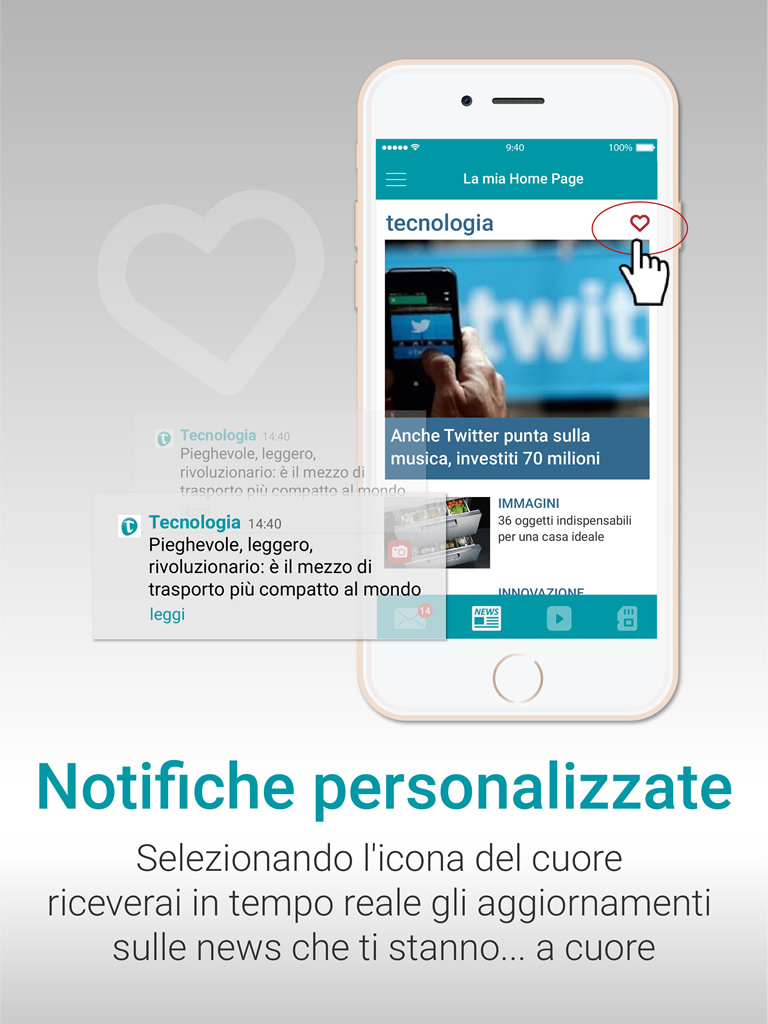 9:40
100%
La mia Home Page
tecnologia
twit
Anche Twitter punta sulla
musica, investiti 70 milioni
IMMAGINI
36 oggetti indispensabili
per una casa ideale
INNOVAZIONE
14
NEWS
Tecnologia 14:40
Pieghevole, leggero,
rivoluzionario: è il mezzo di
trasporto più compatto al mondo
Tecnologia 14:40
Pieghevole, leggero,
rivoluzionario: è il mezzo di
trasporto più compatto al mondo
leggi
Notifiche personalizzate
Selezionando l'icona del cuore
riceverai in tempo reale gli aggiornamenti
sulle news che ti stanno... a cuore